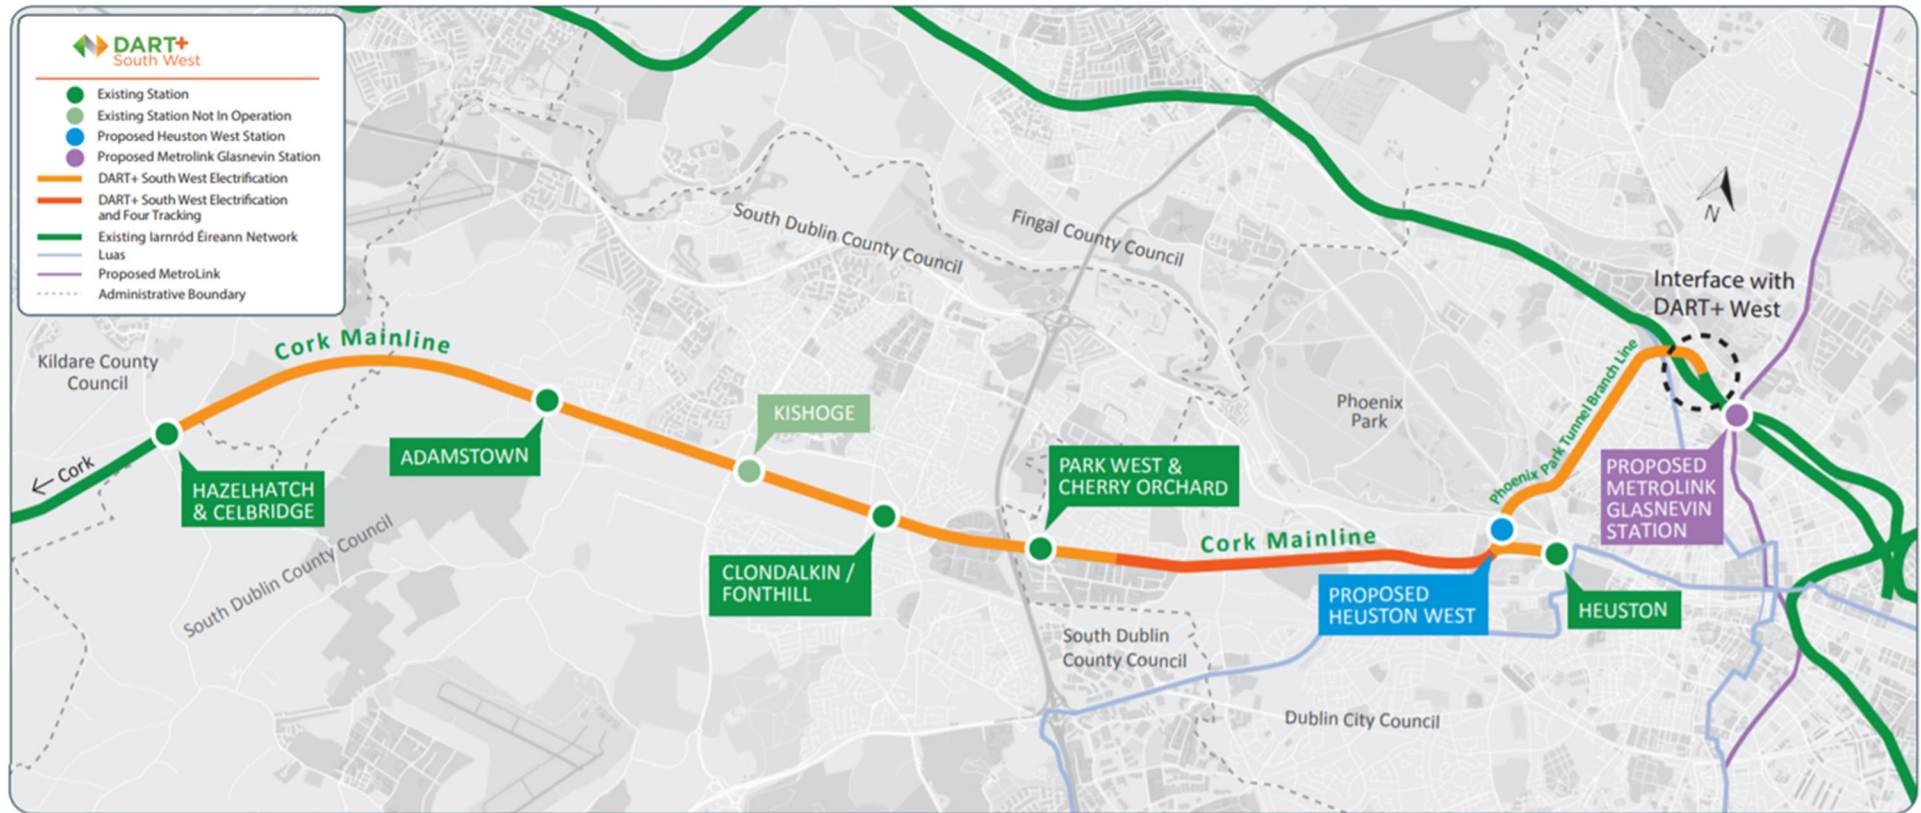 DART+
South West
Existing Station
Existing Station Not In Operation
Proposed Heuston West Station
Proposed Metrolink Glasnevin Station
DART+ South West Electrification
DART+ South West Electrification
and Four Tracking
Existing Iarnród Éireann Network
Luas
Proposed MetroLink
Administrative Boundary
South Dublin County Council
Fingal County Council
N
Interface with
DART+ West
Kildare County
Council
Cork Mainline
Phoenix Park Tunnel Branch Line
Phoenix
Park
KISHOGE
ADAMSTOWN
← Cork
HAZELHATCH
& CELBRIDGE
PARK WEST &
CHERRY ORCHARD
PROPOSED
METROLINK
GLASNEVIN
STATION
South Dublin County Council
Cork Mainline
CLONDALKIN /
FONTHILL
PROPOSED
HEUSTON WEST
HEUSTON
South Dublin
County Council
Dublin City Council